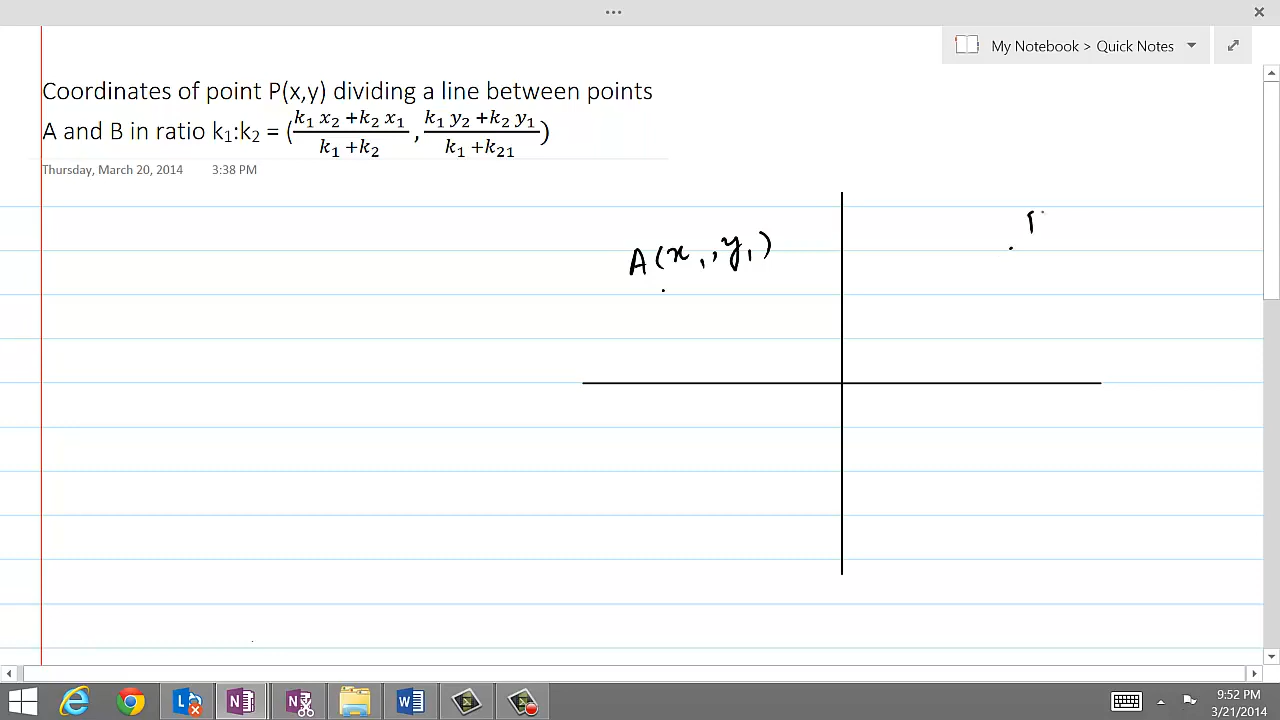 My Notebook > Quick Notes
Coordinates of point P(x,y) dividing a line between points
A and B in ratio k₁:k₂ = (\frac{k₁ x₂ +k₂ x₁}{k₁ +k₂} , \frac{k₁ y₂ +k₂ y₁}{k₁ +k₂₁})
Thursday, March 20, 2014 3:38 PM
A(x₁, y₁)
9:52 PM
3/21/2014